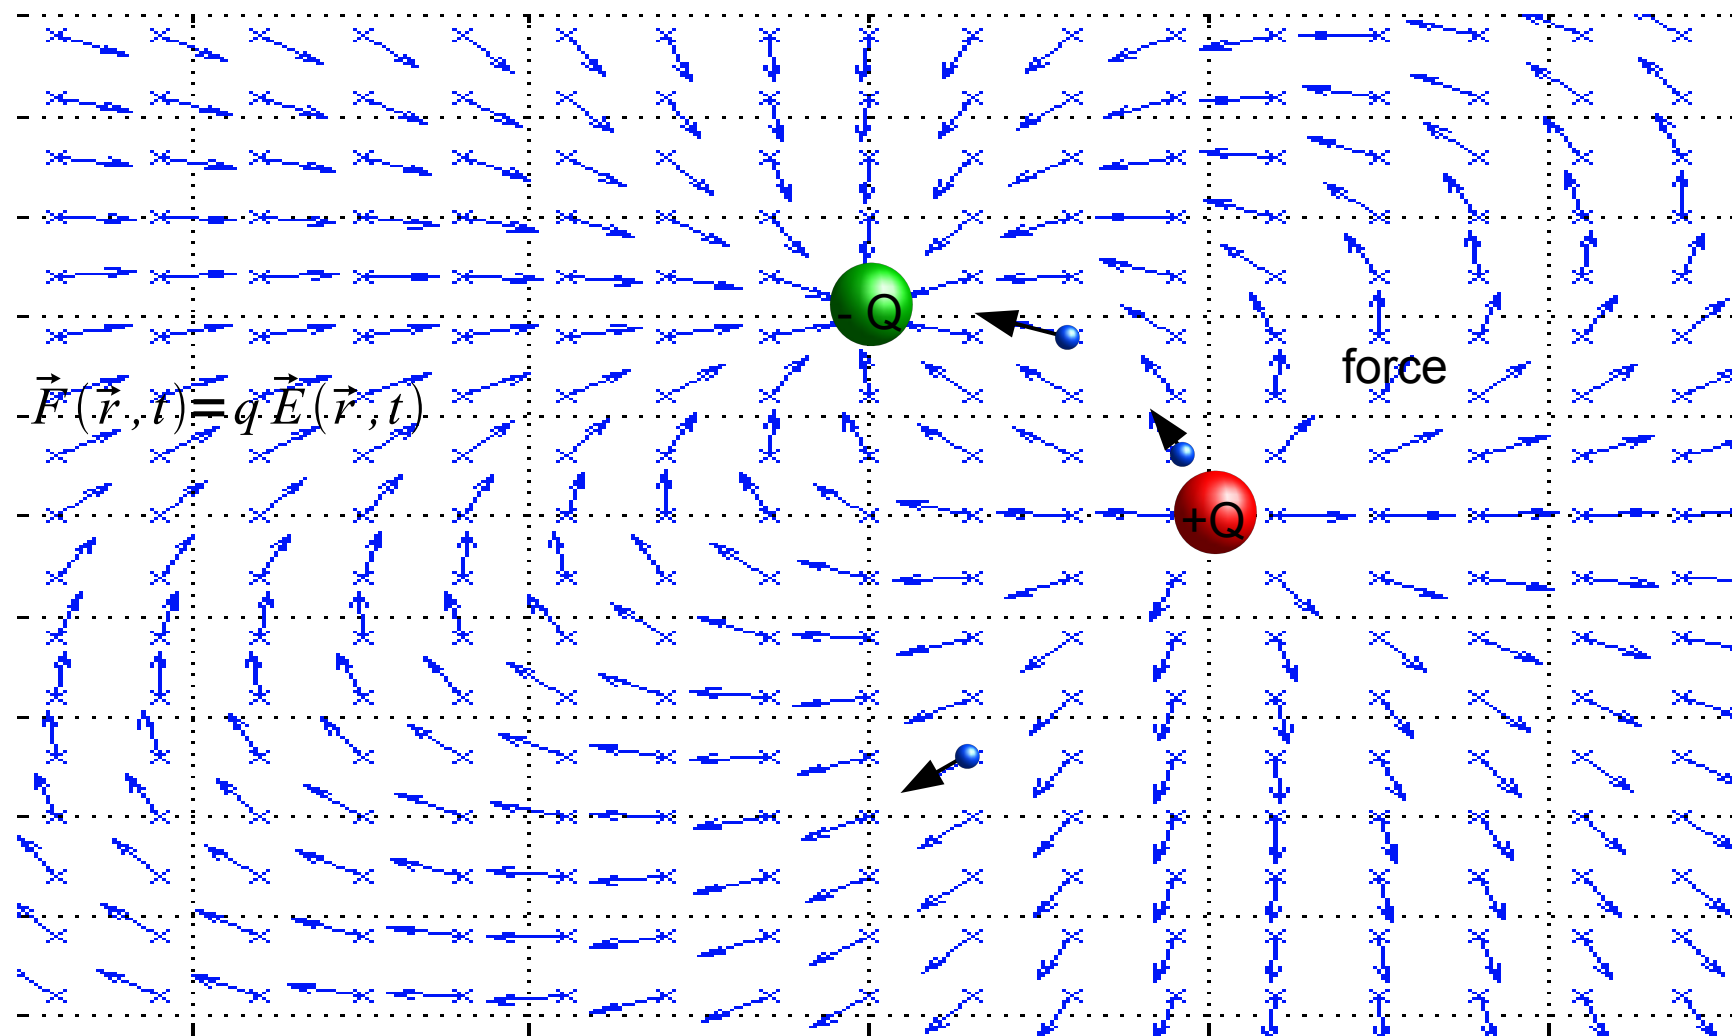 - Q
force
F⃗(r⃗,t)=q E⃗(r⃗,t)
+Q